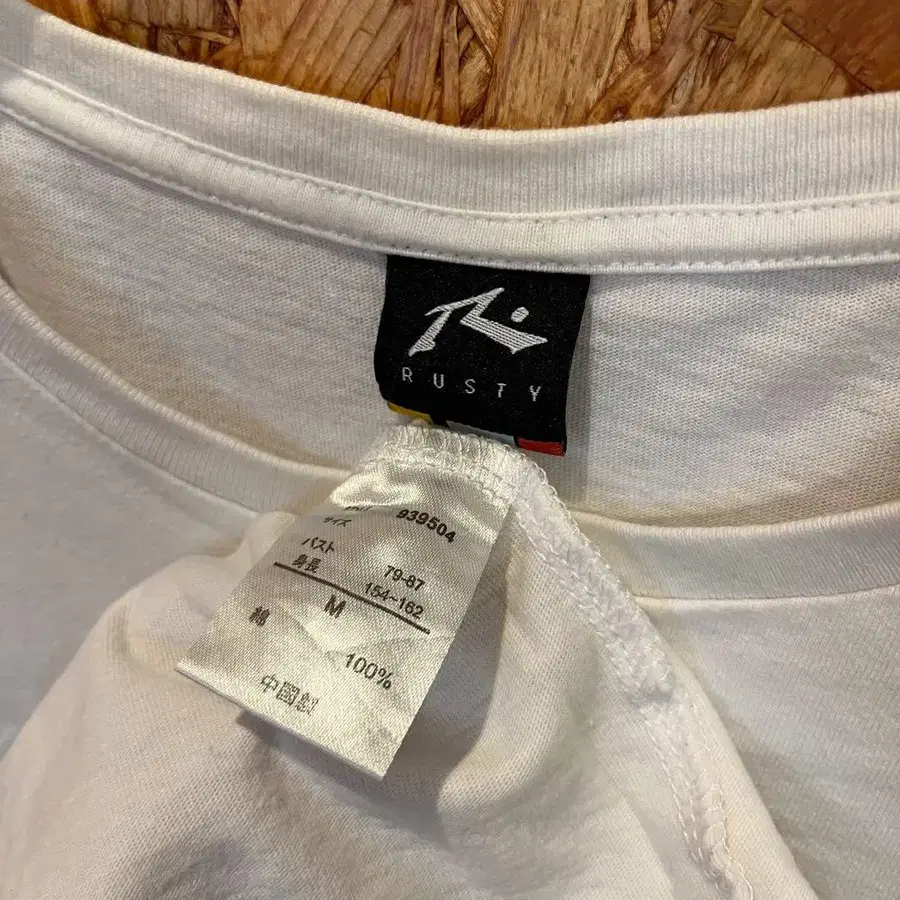 RUSTY
939504
サイズ
バスト 79-87
身長 154~162
M
綿 100%
中国製